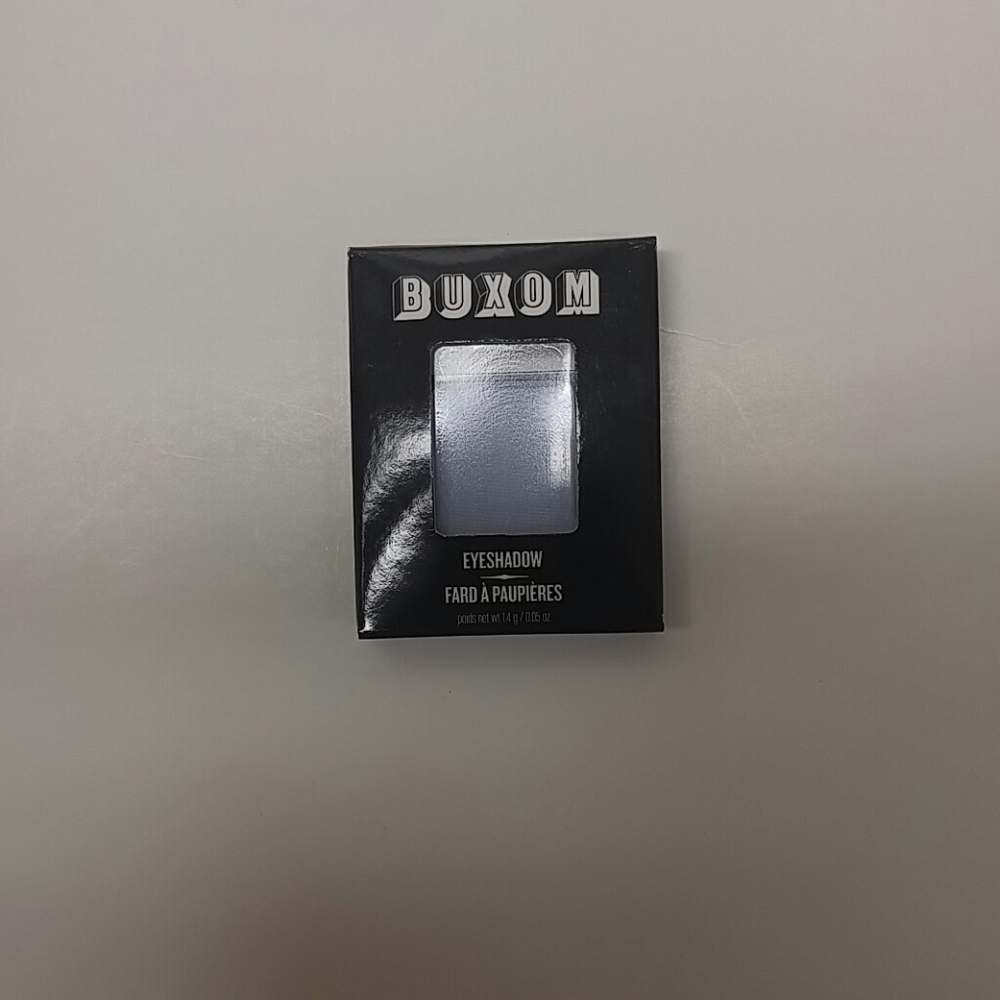 BUXOM
EYESHADOW
FARD À PAUPIÈRES
poids net wt 1.4 g / 0.05 oz.